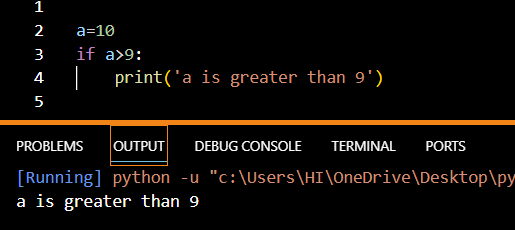 1
2 a=10
3 if a>9:
4 print('a is greater than 9')
5
PROBLEMS OUTPUT DEBUG CONSOLE TERMINAL PORTS
[Running] python -u "c:\Users\HI\OneDrive\Desktop\py
a is greater than 9